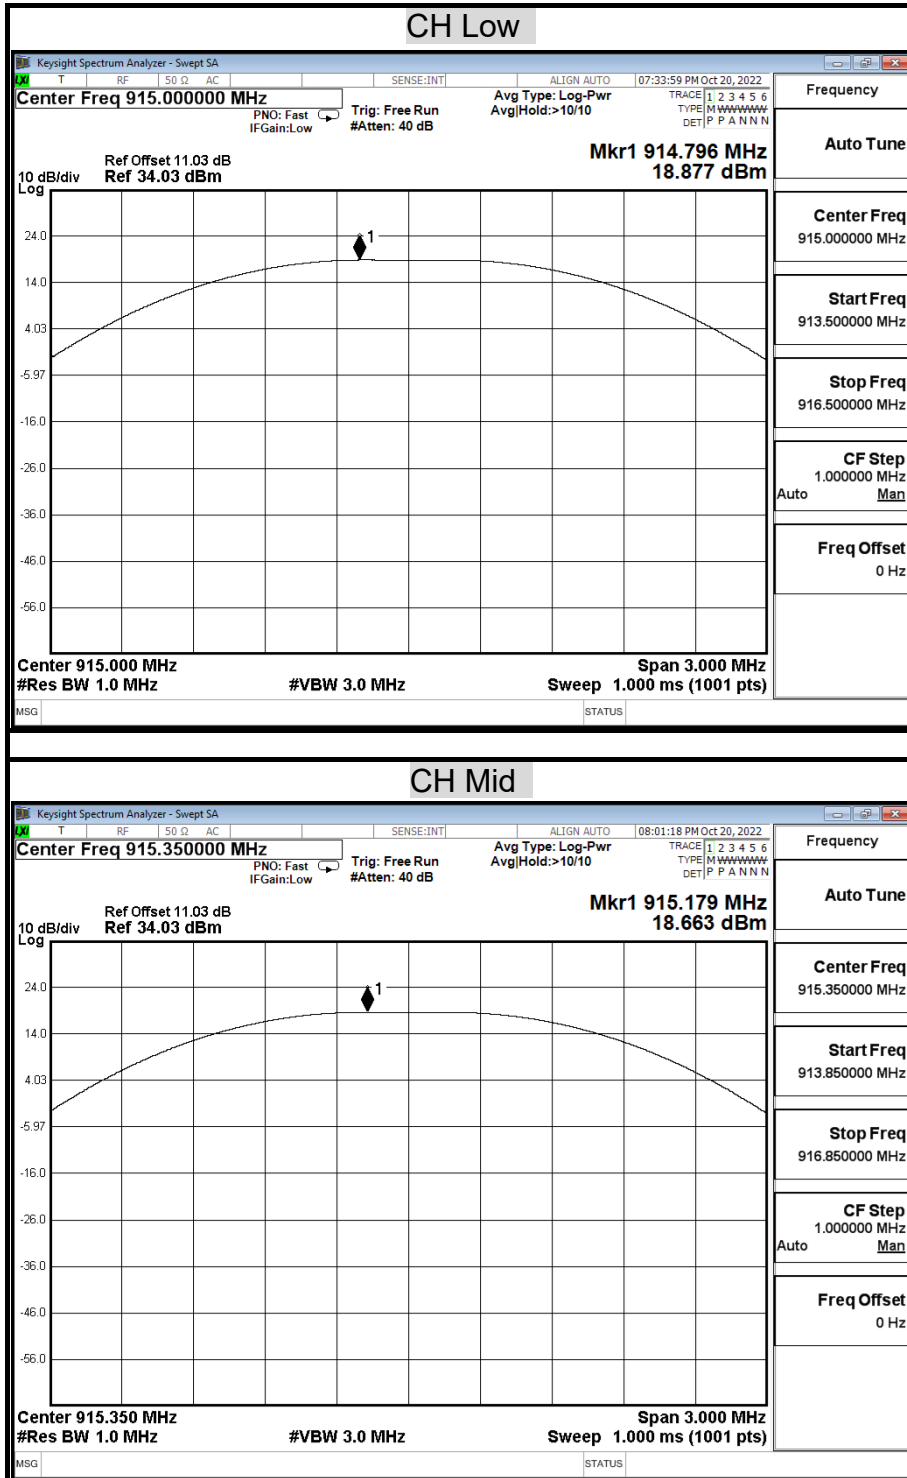 CH Low
Keysight Spectrum Analyzer - Swept SA
LXI T RF 50 Ω AC SENSE:INT ALIGN AUTO 07:33:59 PM Oct 20, 2022
Center Freq 915.000000 MHz
PNO: Fast
IFGain:Low
Trig: Free Run
#Atten: 40 dB
Avg Type: Log-Pwr
Avg|Hold:>10/10
TRACE 1 2 3 4 5 6
TYPE M WWWWW
DET P P A N N N
Ref Offset 11.03 dB
Ref 34.03 dBm
10 dB/div
Log
Mkr1 914.796 MHz
18.877 dBm
1
24.0
14.0
4.03
-5.97
-16.0
-26.0
-36.0
-46.0
-56.0
Center 915.000 MHz
Span 3.000 MHz
#Res BW 1.0 MHz
#VBW 3.0 MHz
Sweep 1.000 ms (1001 pts)
MSG
STATUS
Frequency
Auto Tune
Center Freq
915.000000 MHz
Start Freq
913.500000 MHz
Stop Freq
916.500000 MHz
CF Step
1.000000 MHz
Auto Man
Freq Offset
0 Hz
CH Mid
Keysight Spectrum Analyzer - Swept SA
LXI T RF 50 Ω AC SENSE:INT ALIGN AUTO 08:01:18 PM Oct 20, 2022
Center Freq 915.350000 MHz
PNO: Fast
IFGain:Low
Trig: Free Run
#Atten: 40 dB
Avg Type: Log-Pwr
Avg|Hold:>10/10
TRACE 1 2 3 4 5 6
TYPE M WWWWW
DET P P A N N N
Ref Offset 11.03 dB
Ref 34.03 dBm
10 dB/div
Log
Mkr1 915.179 MHz
18.663 dBm
1
24.0
14.0
4.03
-5.97
-16.0
-26.0
-36.0
-46.0
-56.0
Center 915.350 MHz
Span 3.000 MHz
#Res BW 1.0 MHz
#VBW 3.0 MHz
Sweep 1.000 ms (1001 pts)
MSG
STATUS
Frequency
Auto Tune
Center Freq
915.350000 MHz
Start Freq
913.850000 MHz
Stop Freq
916.850000 MHz
CF Step
1.000000 MHz
Auto Man
Freq Offset
0 Hz